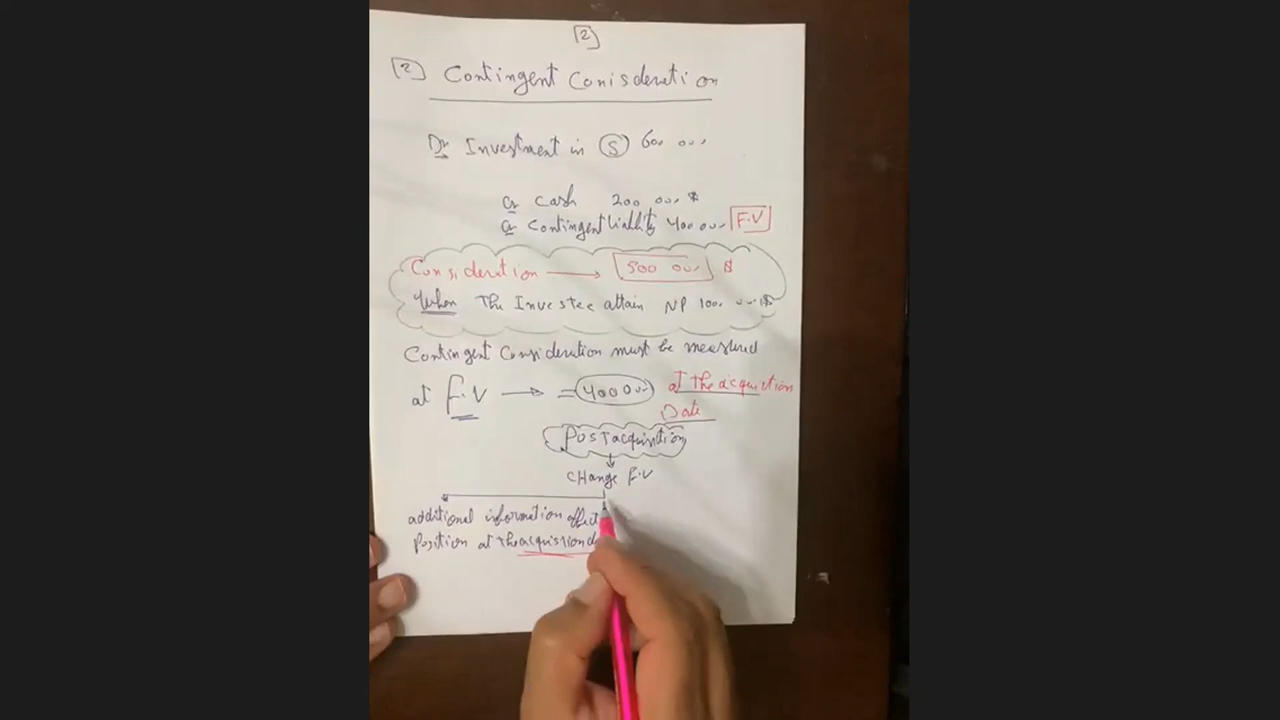 [2]
[2] Contingent Conisderation
Dr Investment in (S) 600 000
Cr Cash 200 000 $
Cr Contingent liability 400 000 F.V
Consideration → 500 000 $
When The Investee attain NP 100 000 $
Contingent Consideration must be measured
at F.V → = 400 000 at the acquisition
Date
Post acquisition
CHange F.V
additional information affect
Position at the acquisition